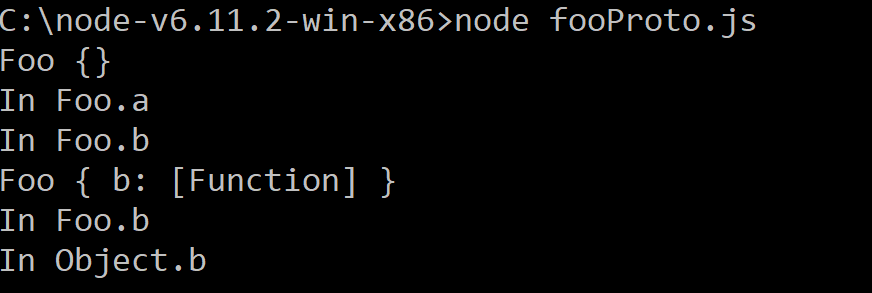 C:\node-v6.11.2-win-x86>node fooProto.js
Foo {}
In Foo.a
In Foo.b
Foo { b: [Function] }
In Foo.b
In Object.b